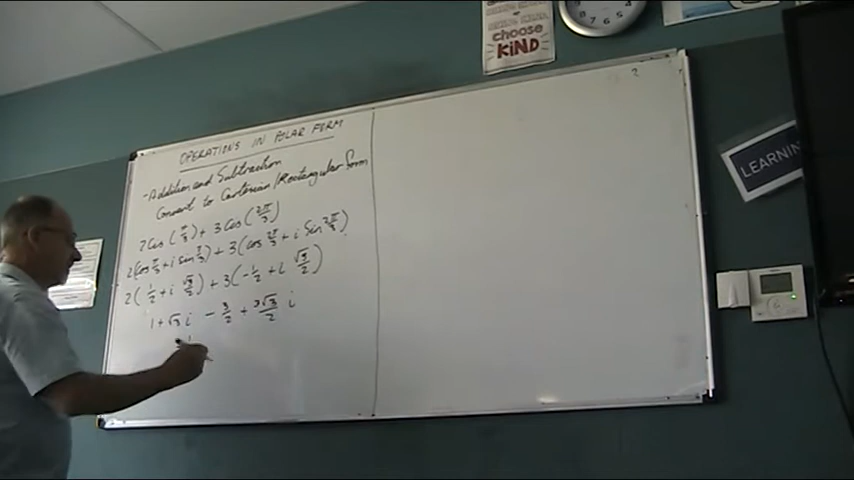 choose
KiND
LEARNIN
OPERATIONS IN POLAR FORM
- Addition and Subtraction
Convert to Cartesian/Rectangular form
2Cos(π/3) + 3Cos(2π/3)
2(cos π/3 + i sin π/3) + 3(cos 2π/3 + i sin 2π/3)
2(1/2 + i √3/2) + 3(-1/2 + i √3/2)
1 + √3 i - 3/2 + 3√3/2 i